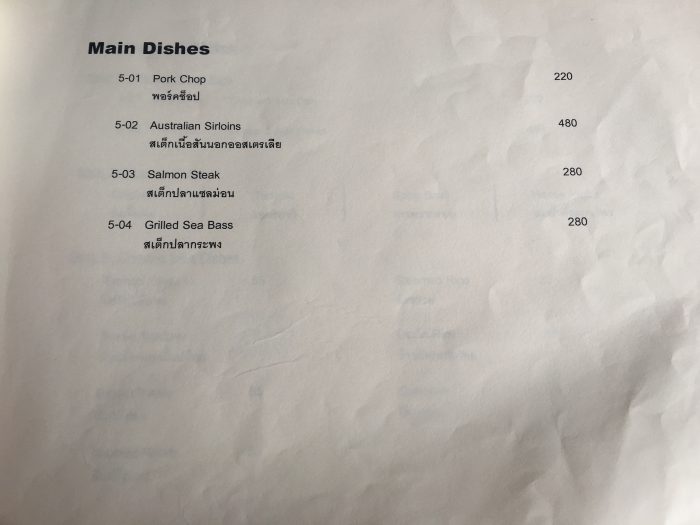 Main Dishes
5-01 Pork Chop 220
พอร์คช็อป
5-02 Australian Sirloins 480
สเต็กเนื้อสันนอกออสเตรเลีย
5-03 Salmon Steak 280
สเต็กปลาแซลม่อน
5-04 Grilled Sea Bass 280
สเต็กปลากระพง